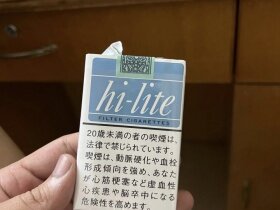 hi-lite
FILTER CIGARETTES
20歳未満の者の喫煙は、
法律で禁じられています。
喫煙は、動脈硬化や血栓
形成傾向を強め、あなた
が心筋梗塞など虚血性
心疾患や脳卒中になる
危険性を高めます。